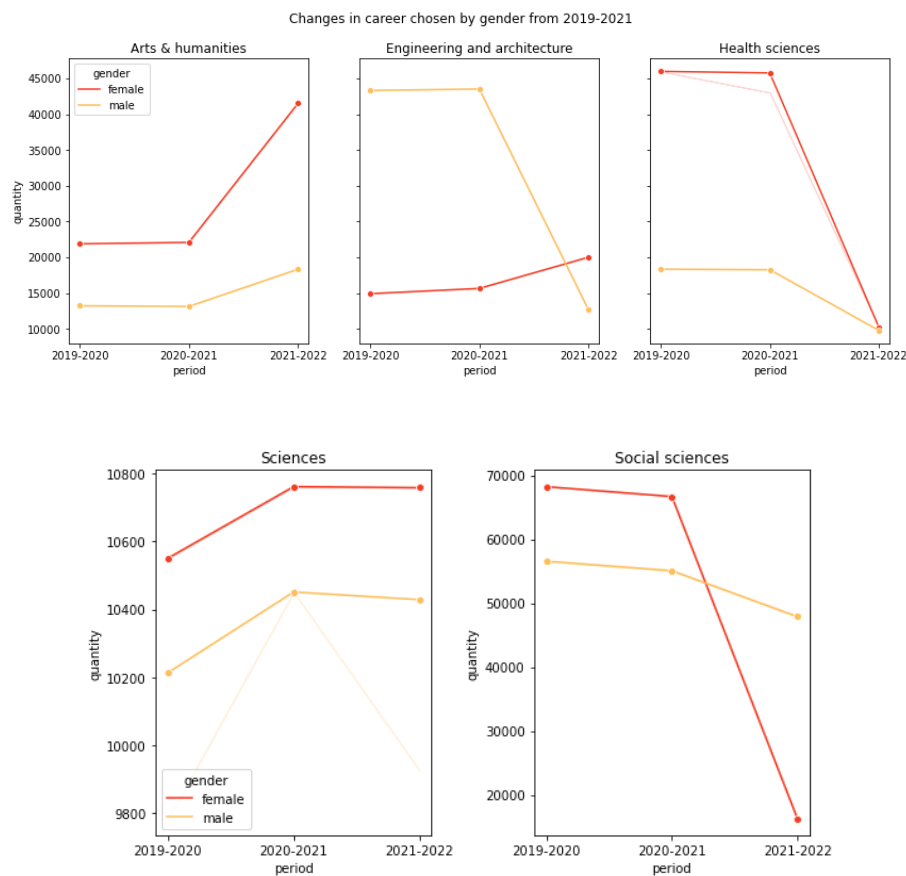 Changes in career chosen by gender from 2019-2021
Arts & humanities
Engineering and architecture
Health sciences
gender
female
male
45000
40000
35000
30000
25000
20000
15000
10000
quantity
2019-2020 2020-2021 2021-2022
period
2019-2020 2020-2021 2021-2022
period
2019-2020 2020-2021 2021-2022
period
Sciences
10800
10600
10400
10200
10000
9800
quantity
gender
female
male
2019-2020 2020-2021 2021-2022
period
Social sciences
70000
60000
50000
40000
30000
20000
quantity
2019-2020 2020-2021 2021-2022
period